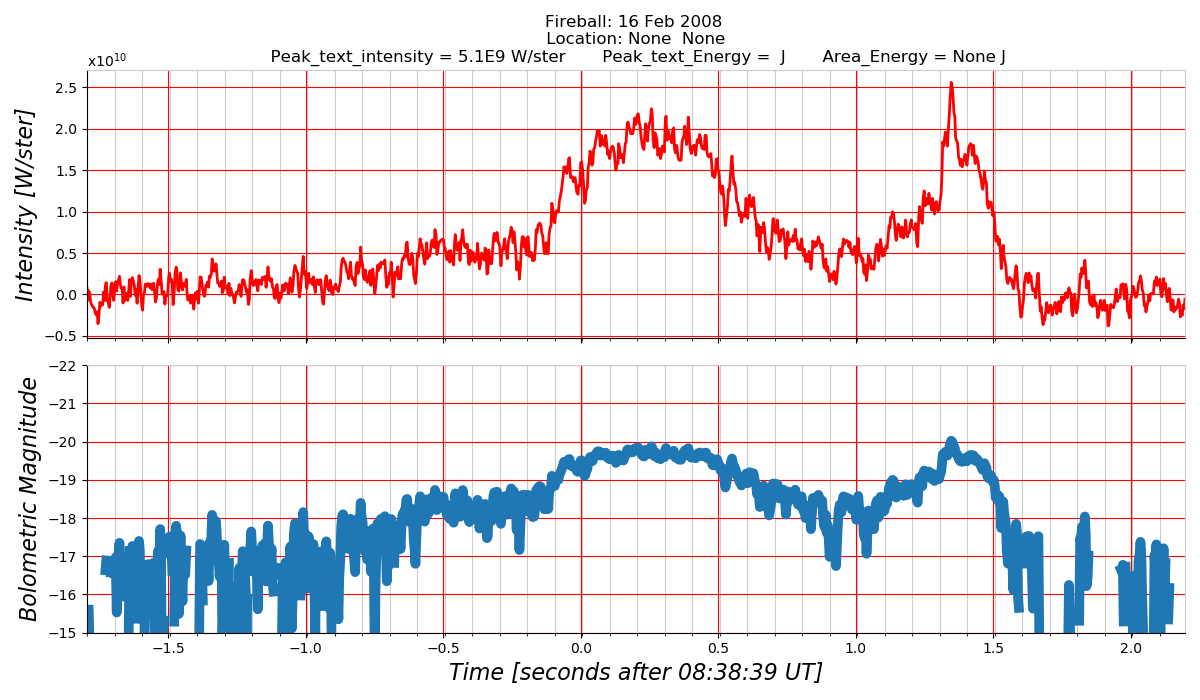 Fireball: 16 Feb 2008
Location: None  None
Peak_text_intensity = 5.1E9 W/ster       Peak_text_Energy =  J       Area_Energy = None J
x10¹⁰
2.5
2.0
1.5
1.0
0.5
0.0
−0.5
Intensity [W/ster]
−22
−21
−20
−19
−18
−17
−16
−15
Bolometric Magnitude
−1.5 −1.0 −0.5 0.0 0.5 1.0 1.5 2.0
Time [seconds after 08:38:39 UT]